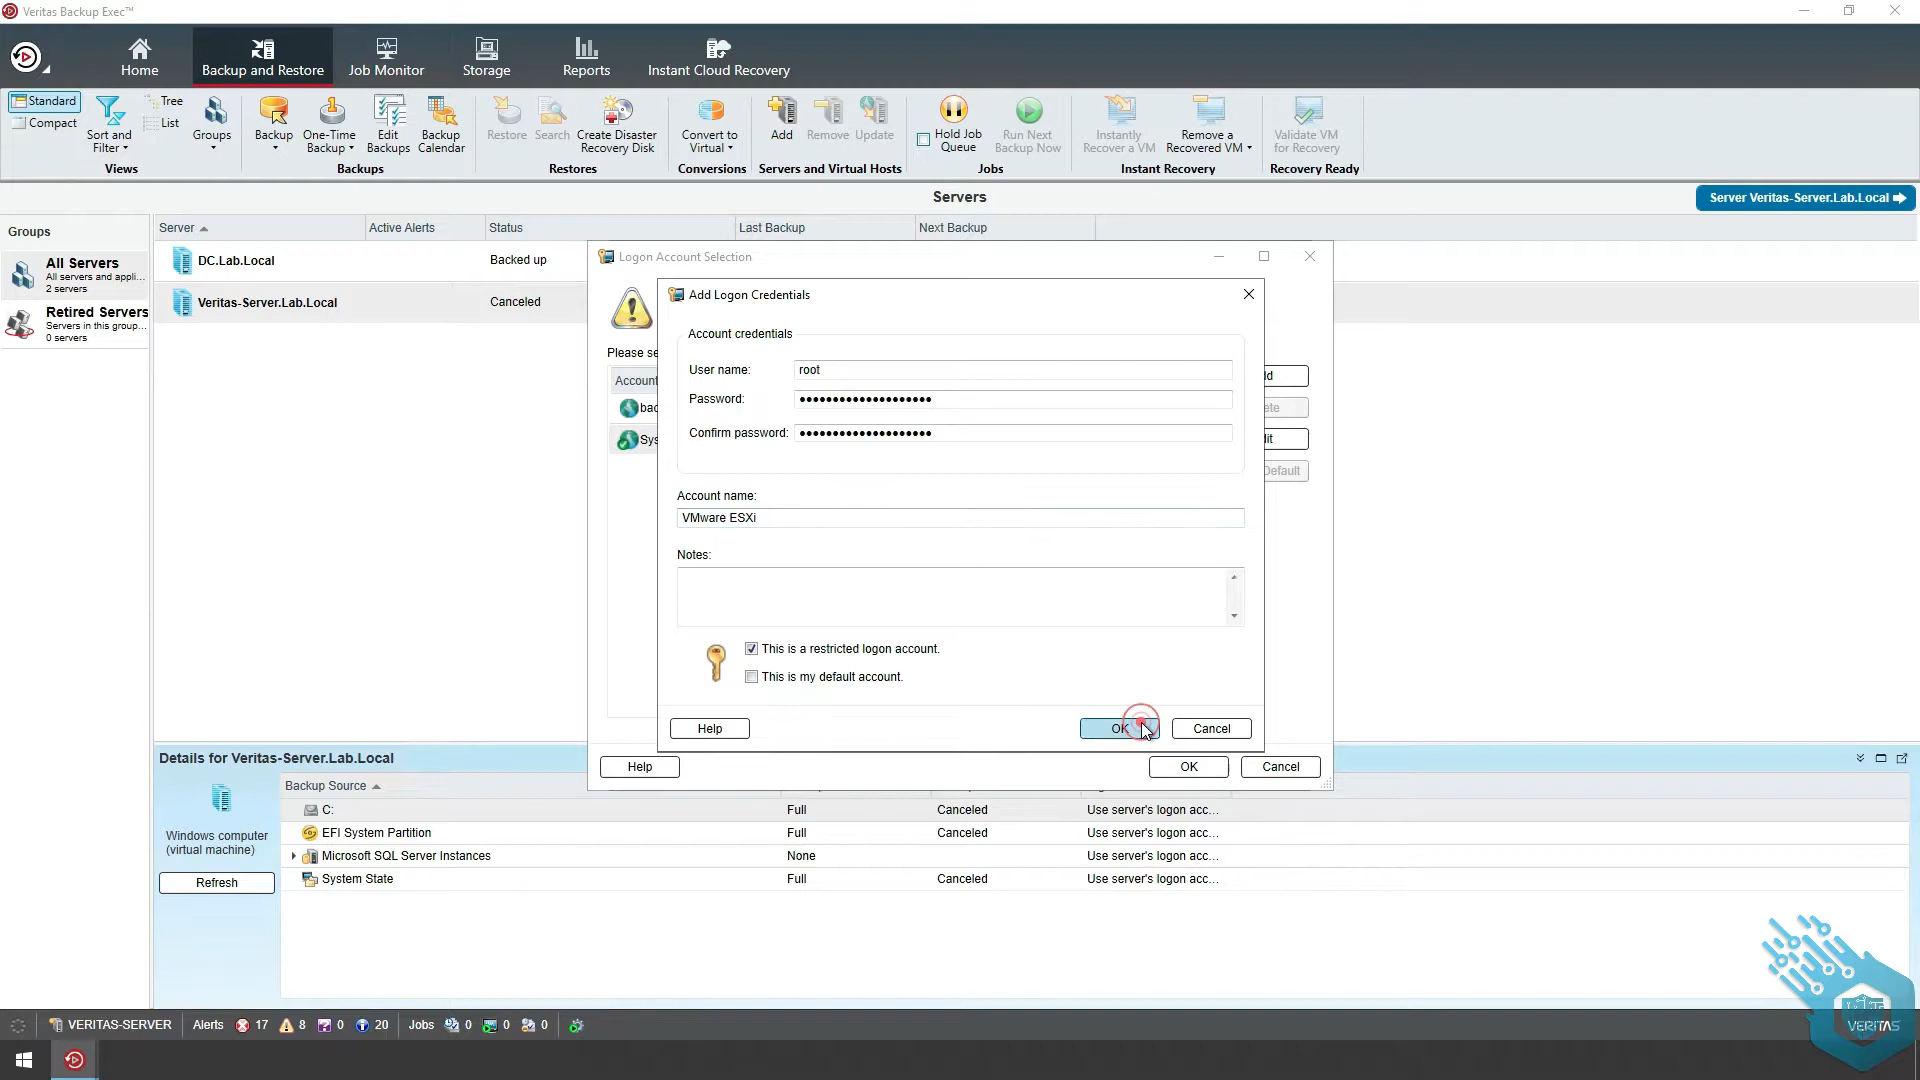 Veritas Backup Exec™
Home
Backup and Restore
Job Monitor
Storage
Reports
Instant Cloud Recovery
Standard
Compact
Sort and Filter
Tree
List
Groups
Views
Backup
One-Time Backup
Edit Backups
Backup Calendar
Backups
Restore
Search
Create Disaster Recovery Disk
Restores
Convert to Virtual
Conversions
Add
Remove
Update
Servers and Virtual Hosts
Hold Job Queue
Run Next Backup Now
Jobs
Instantly Recover a VM
Remove a Recovered VM
Instant Recovery
Validate VM for Recovery
Recovery Ready
Servers
Server Veritas-Server.Lab.Local
Groups
All Servers
All servers and appli...
2 servers
Retired Servers
Servers in this group...
0 servers
Server
Active Alerts
Status
Last Backup
Next Backup
DC.Lab.Local
Backed up
Veritas-Server.Lab.Local
Canceled
Logon Account Selection
Please se
Account
bac
Sys
dd
ete
dit
Default
Add Logon Credentials
Account credentials
User name:
root
Password:
●●●●●●●●●●●●●●●●●●●●
Confirm password:
●●●●●●●●●●●●●●●●●●●●
Account name:
VMware ESXi
Notes:
This is a restricted logon account.
This is my default account.
Help
OK
Cancel
Help
OK
Cancel
Details for Veritas-Server.Lab.Local
Windows computer
(virtual machine)
Refresh
Backup Source
C:
Full
Canceled
Use server's logon acc...
EFI System Partition
Full
Canceled
Use server's logon acc...
Microsoft SQL Server Instances
None
Use server's logon acc...
System State
Full
Canceled
Use server's logon acc...
VERITAS-SERVER
Alerts
17
8
0
20
Jobs
0
0
0
VERITAS